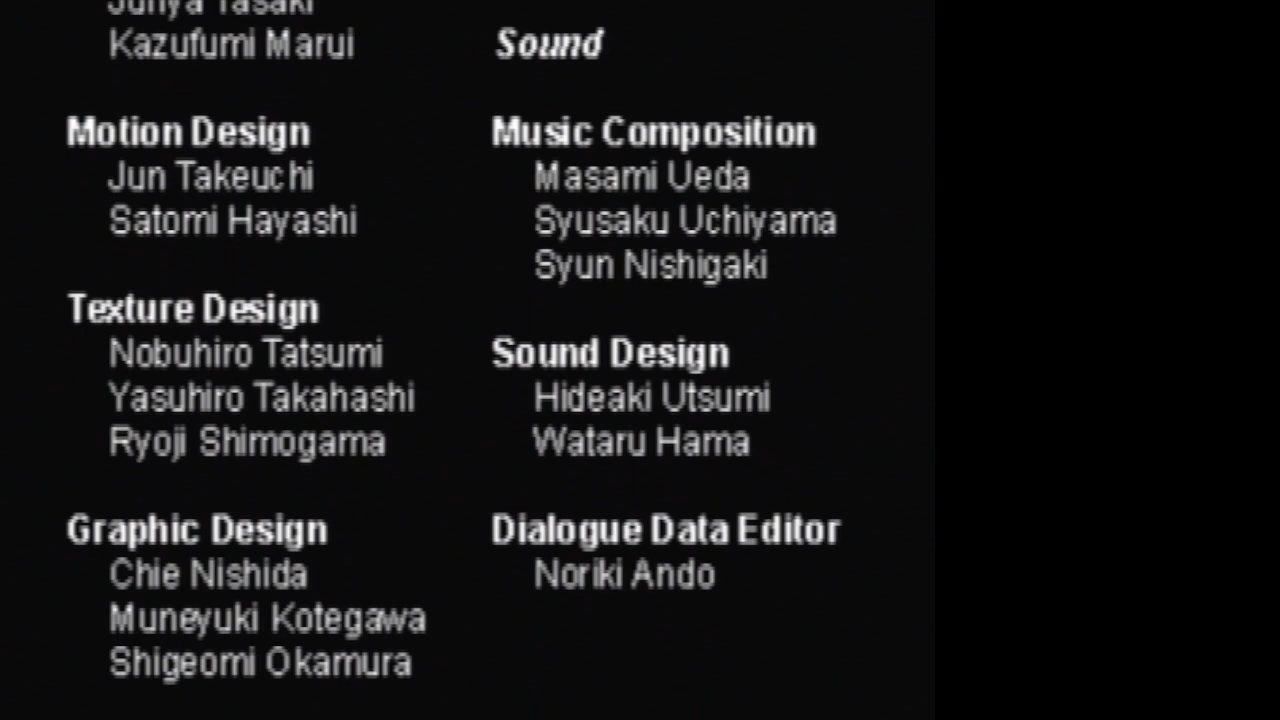 Junya Tasaki
Kazufumi Marui
Motion Design
Jun Takeuchi
Satomi Hayashi
Texture Design
Nobuhiro Tatsumi
Yasuhiro Takahashi
Ryoji Shimogama
Graphic Design
Chie Nishida
Muneyuki Kotegawa
Shigeomi Okamura
Sound
Music Composition
Masami Ueda
Syusaku Uchiyama
Syun Nishigaki
Sound Design
Hideaki Utsumi
Wataru Hama
Dialogue Data Editor
Noriki Ando